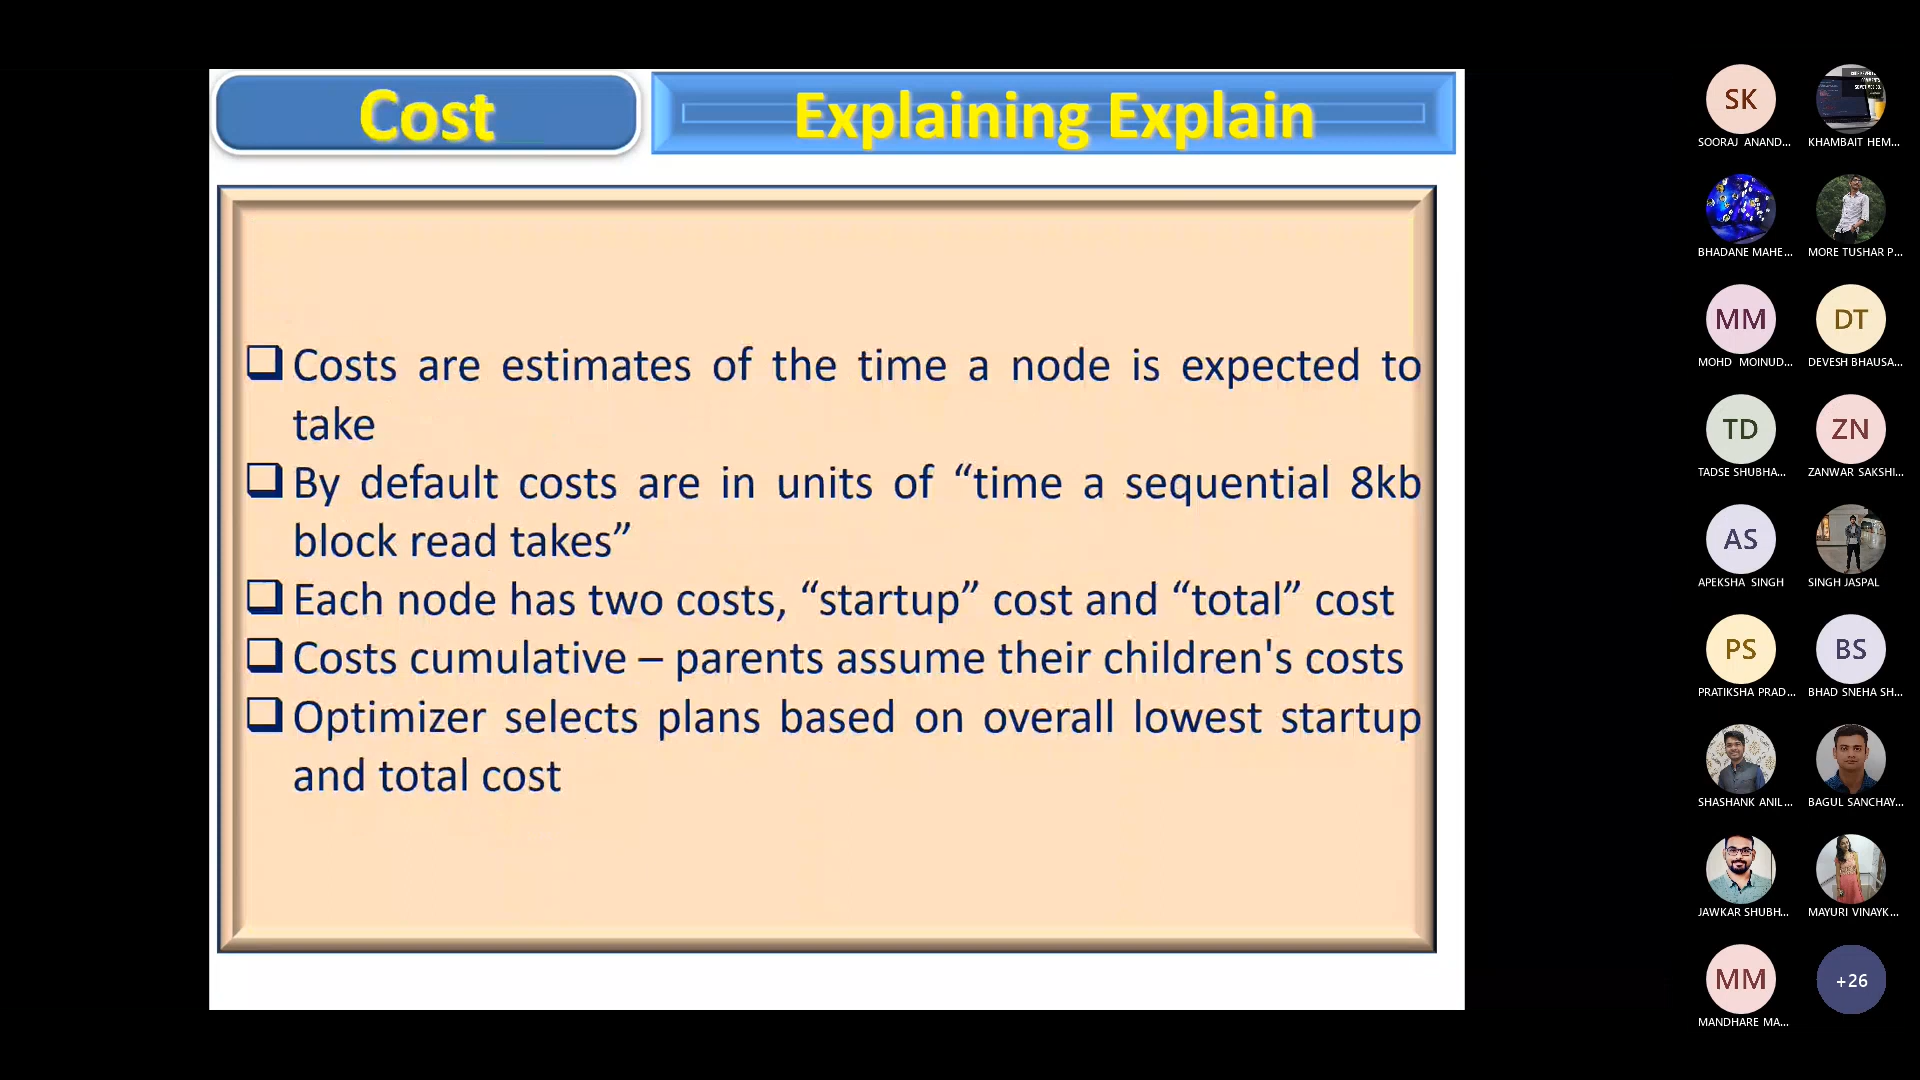 Cost
Explaining Explain
Costs are estimates of the time a node is expected to
take
By default costs are in units of “time a sequential 8kb
block read takes”
Each node has two costs, “startup” cost and “total” cost
Costs cumulative – parents assume their children's costs
Optimizer selects plans based on overall lowest startup
and total cost
SK
SOORAJ ANAND...
KHAMBAIT HEM...
BHADANE MAHE...
MORE TUSHAR P...
MM
MOHD MOINUD...
DT
DEVESH BHAUSA...
TD
TADSE SHUBHA...
ZN
ZANWAR SAKSHI...
AS
APEKSHA SINGH
SINGH JASPAL
PS
PRATIKSHA PRAD...
BS
BHAD SNEHA SH...
SHASHANK ANIL...
BAGUL SANCHAY...
JAWKAR SHUBH...
MAYURI VINAYK...
MM
MANDHARE MA...
+26